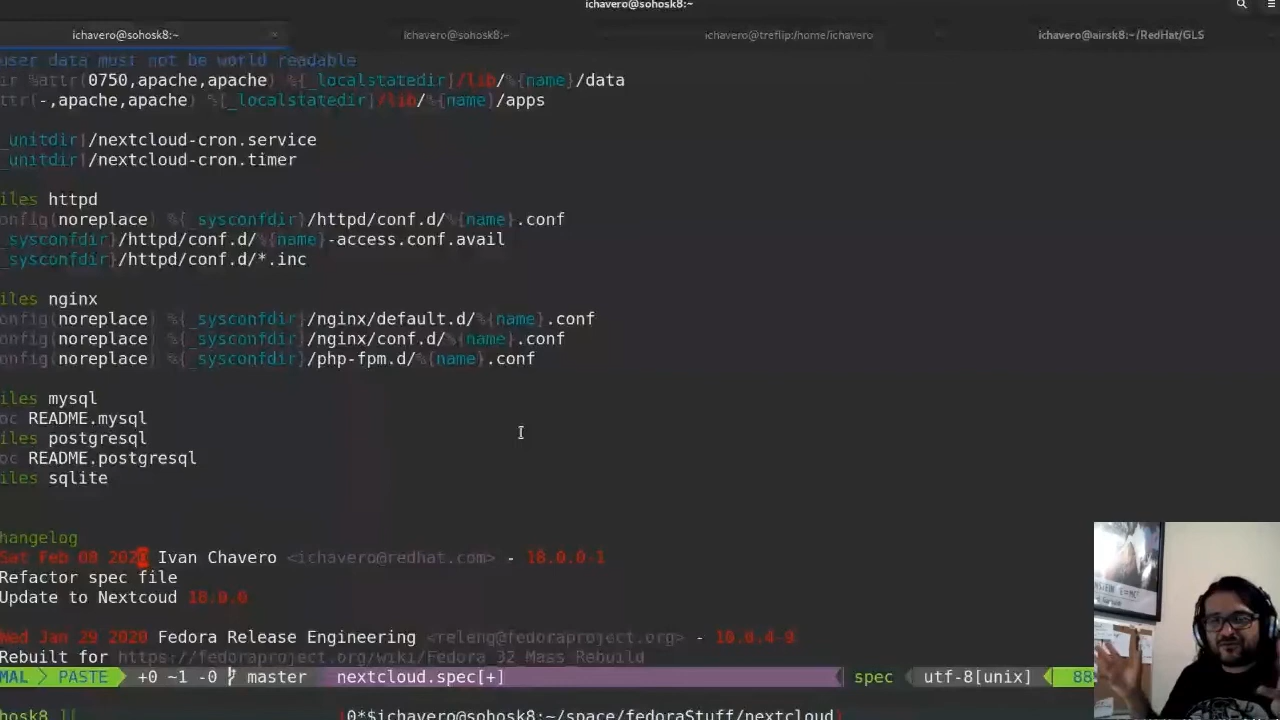 ichavero@sohosk8:~
ichavero@sohosk8:~ × ichavero@sohosk8:~ ichavero@treflip:/home/ichavero ichavero@airsk8:~/RedHat/GLS
user data must not be world readable
ir %attr(0750,apache,apache) %{_localstatedir}/lib/%{name}/data
ttr(-,apache,apache) %{_localstatedir}/lib/%{name}/apps
_unitdir}/nextcloud-cron.service
_unitdir}/nextcloud-cron.timer
iles httpd
onfig(noreplace) %{_sysconfdir}/httpd/conf.d/%{name}.conf
_sysconfdir}/httpd/conf.d/%{name}-access.conf.avail
_sysconfdir}/httpd/conf.d/*.inc
iles nginx
onfig(noreplace) %{_sysconfdir}/nginx/default.d/%{name}.conf
onfig(noreplace) %{_sysconfdir}/nginx/conf.d/%{name}.conf
onfig(noreplace) %{_sysconfdir}/php-fpm.d/%{name}.conf
iles mysql
oc README.mysql
iles postgresql
oc README.postgresql
iles sqlite
hangelog
Sat Feb 08 2020 Ivan Chavero <ichavero@redhat.com> - 18.0.0-1
Refactor spec file
Update to Nextcoud 18.0.0
Wed Jan 29 2020 Fedora Release Engineering <releng@fedoraproject.org> - 10.0.4-9
Rebuilt for https://fedoraproject.org/wiki/Fedora_32_Mass_Rebuild
MAL PASTE +0 ~1 -0 master nextcloud.spec[+] spec utf-8[unix] 88%
hosk8 ][ (0*$ichavero@sohosk8:~/space/fedoraStuff/nextcloud)